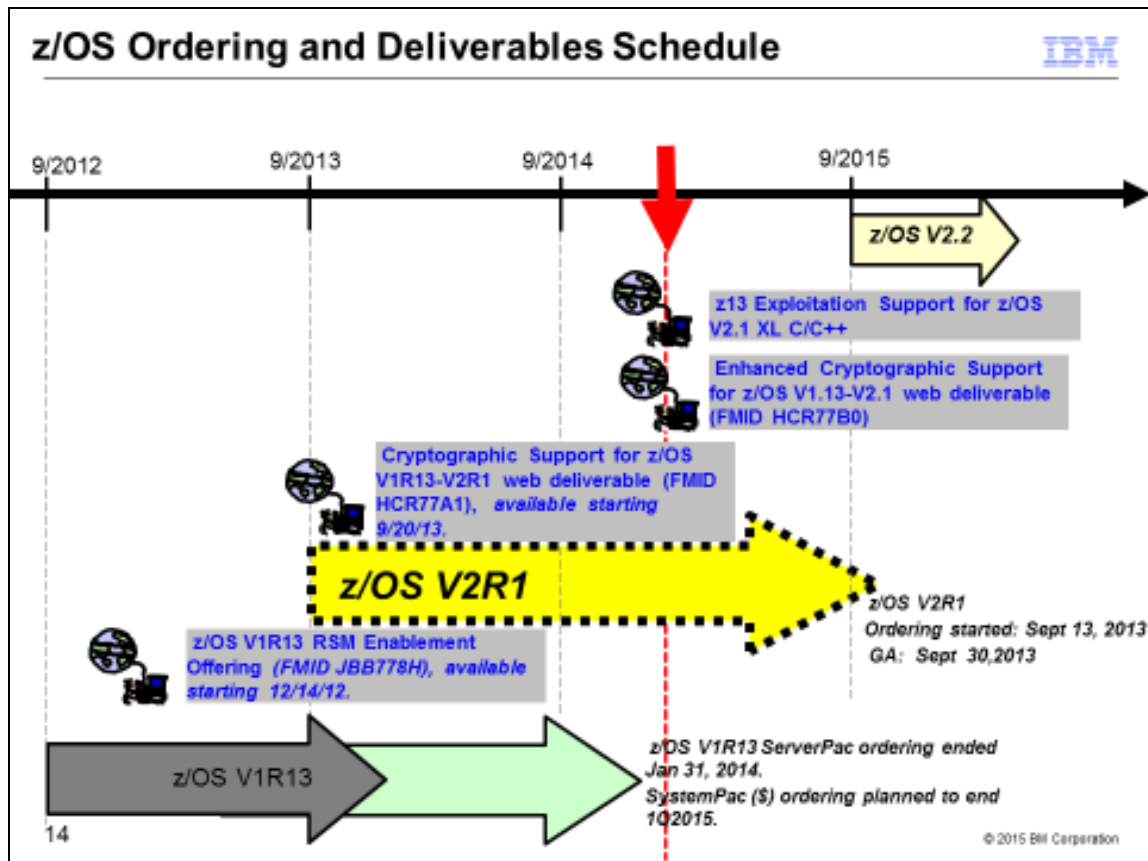 z/OS Ordering and Deliverables Schedule
IBM
9/2012
9/2013
9/2014
9/2015
z/OS V2.2
z13 Exploitation Support for z/OS
V2.1 XL C/C++
Enhanced Cryptographic Support
for z/OS V1.13-V2.1 web deliverable
(FMID HCR77B0)
Cryptographic Support for z/OS
V1R13-V2R1 web deliverable (FMID
HCR77A1), available starting
9/20/13.
z/OS V2R1
z/OS V2R1
Ordering started: Sept 13, 2013
GA: Sept 30,2013
z/OS V1R13 RSM Enablement
Offering (FMID JBB778H), available
starting 12/14/12.
z/OS V1R13
z/OS V1R13 ServerPac ordering ended
Jan 31, 2014.
SystemPac ($) ordering planned to end
1Q2015.
14
© 2015 IBM Corporation